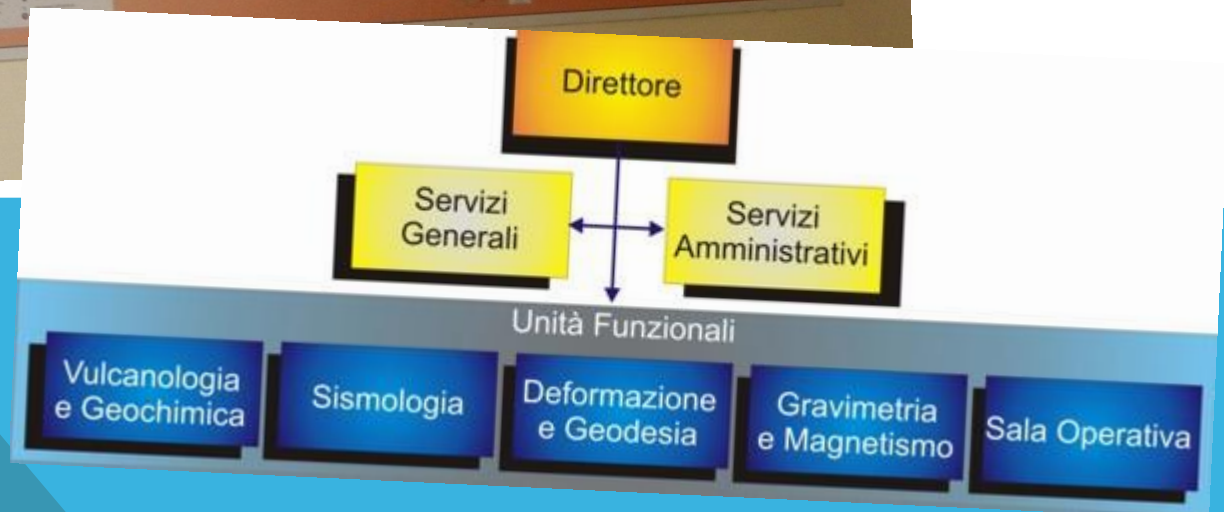 Direttore
Servizi
Generali
Servizi
Amministrativi
Unità Funzionali
Vulcanologia
e Geochimica
Sismologia
Deformazione
e Geodesia
Gravimetria
e Magnetismo
Sala Operativa